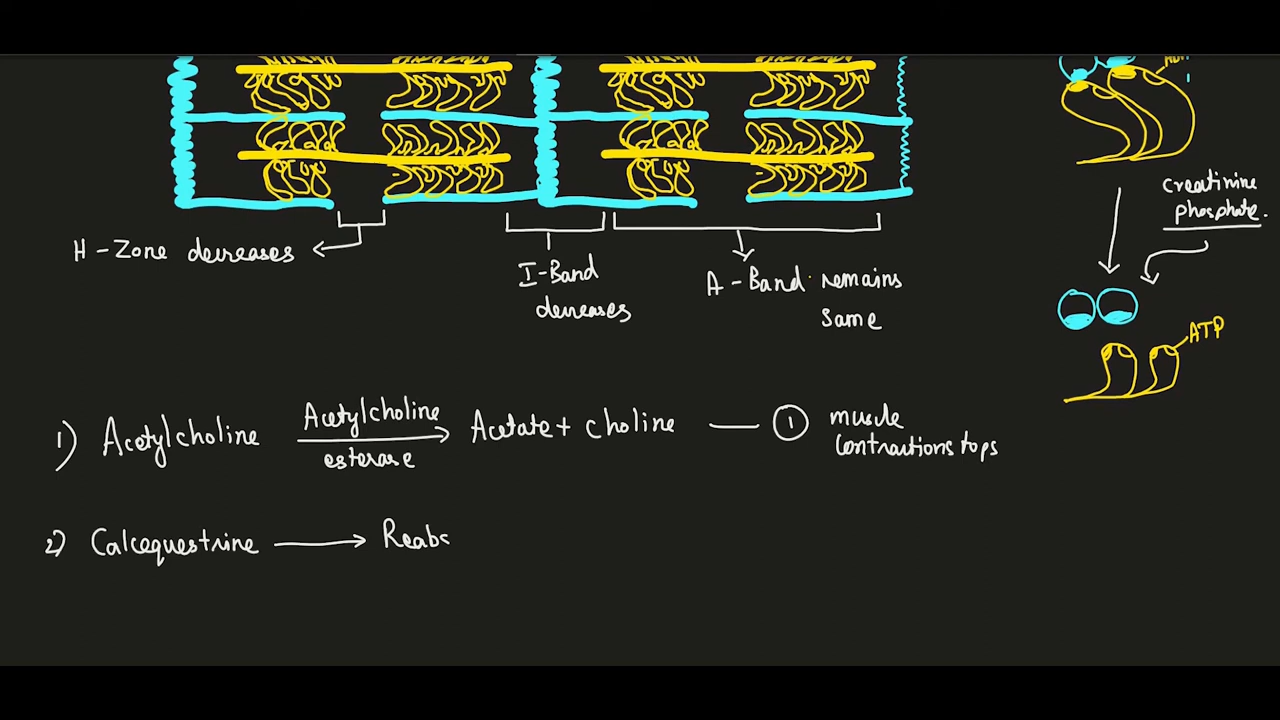 creatinine
phosphate.
H-Zone decreases
I-Band
decreases
A-Band remains
same
ATP
1) Acetylcholine
Acetylcholine
esterase
Acetate + choline
1
muscle
contraction stops
2) Calcequestrine → Reabs